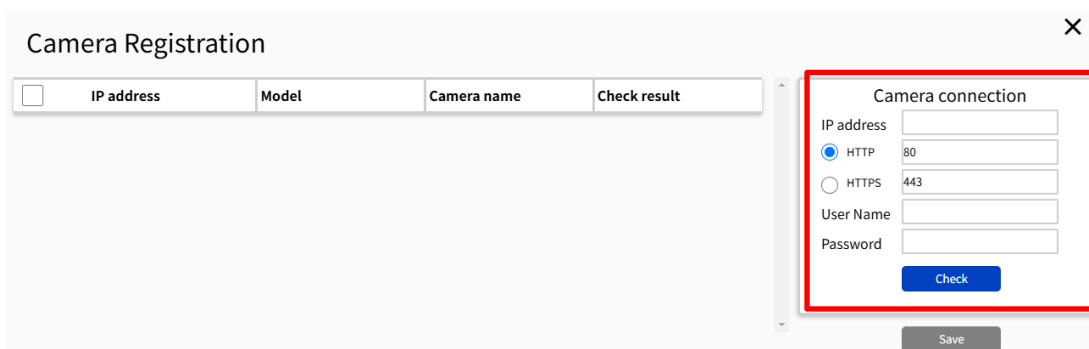 Camera Registration
IP address Model Camera name Check result
Camera connection
IP address
HTTP 80
HTTPS 443
User Name
Password
Check
Save